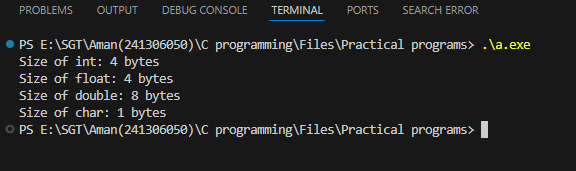 PROBLEMS OUTPUT DEBUG CONSOLE TERMINAL PORTS SEARCH ERROR
PS E:\SGT\Aman(241306050)\C programming\Files\Practical programs> .\a.exe
Size of int: 4 bytes
Size of float: 4 bytes
Size of double: 8 bytes
Size of char: 1 bytes
PS E:\SGT\Aman(241306050)\C programming\Files\Practical programs>